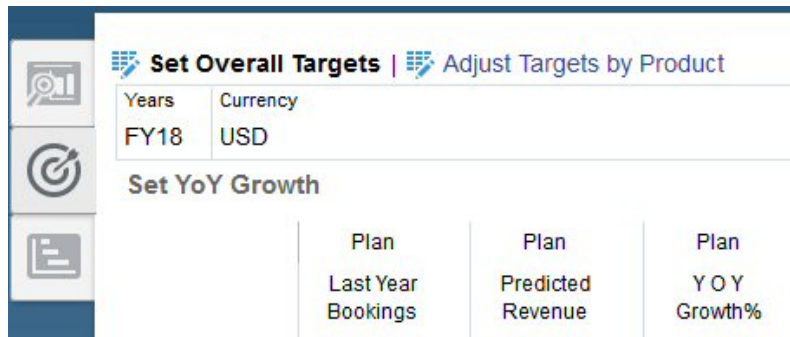 Set Overall Targets | Adjust Targets by Product
Years Currency
FY18 USD
Set YoY Growth
Plan Plan Plan
Last Year Predicted Y O Y
Bookings Revenue Growth%